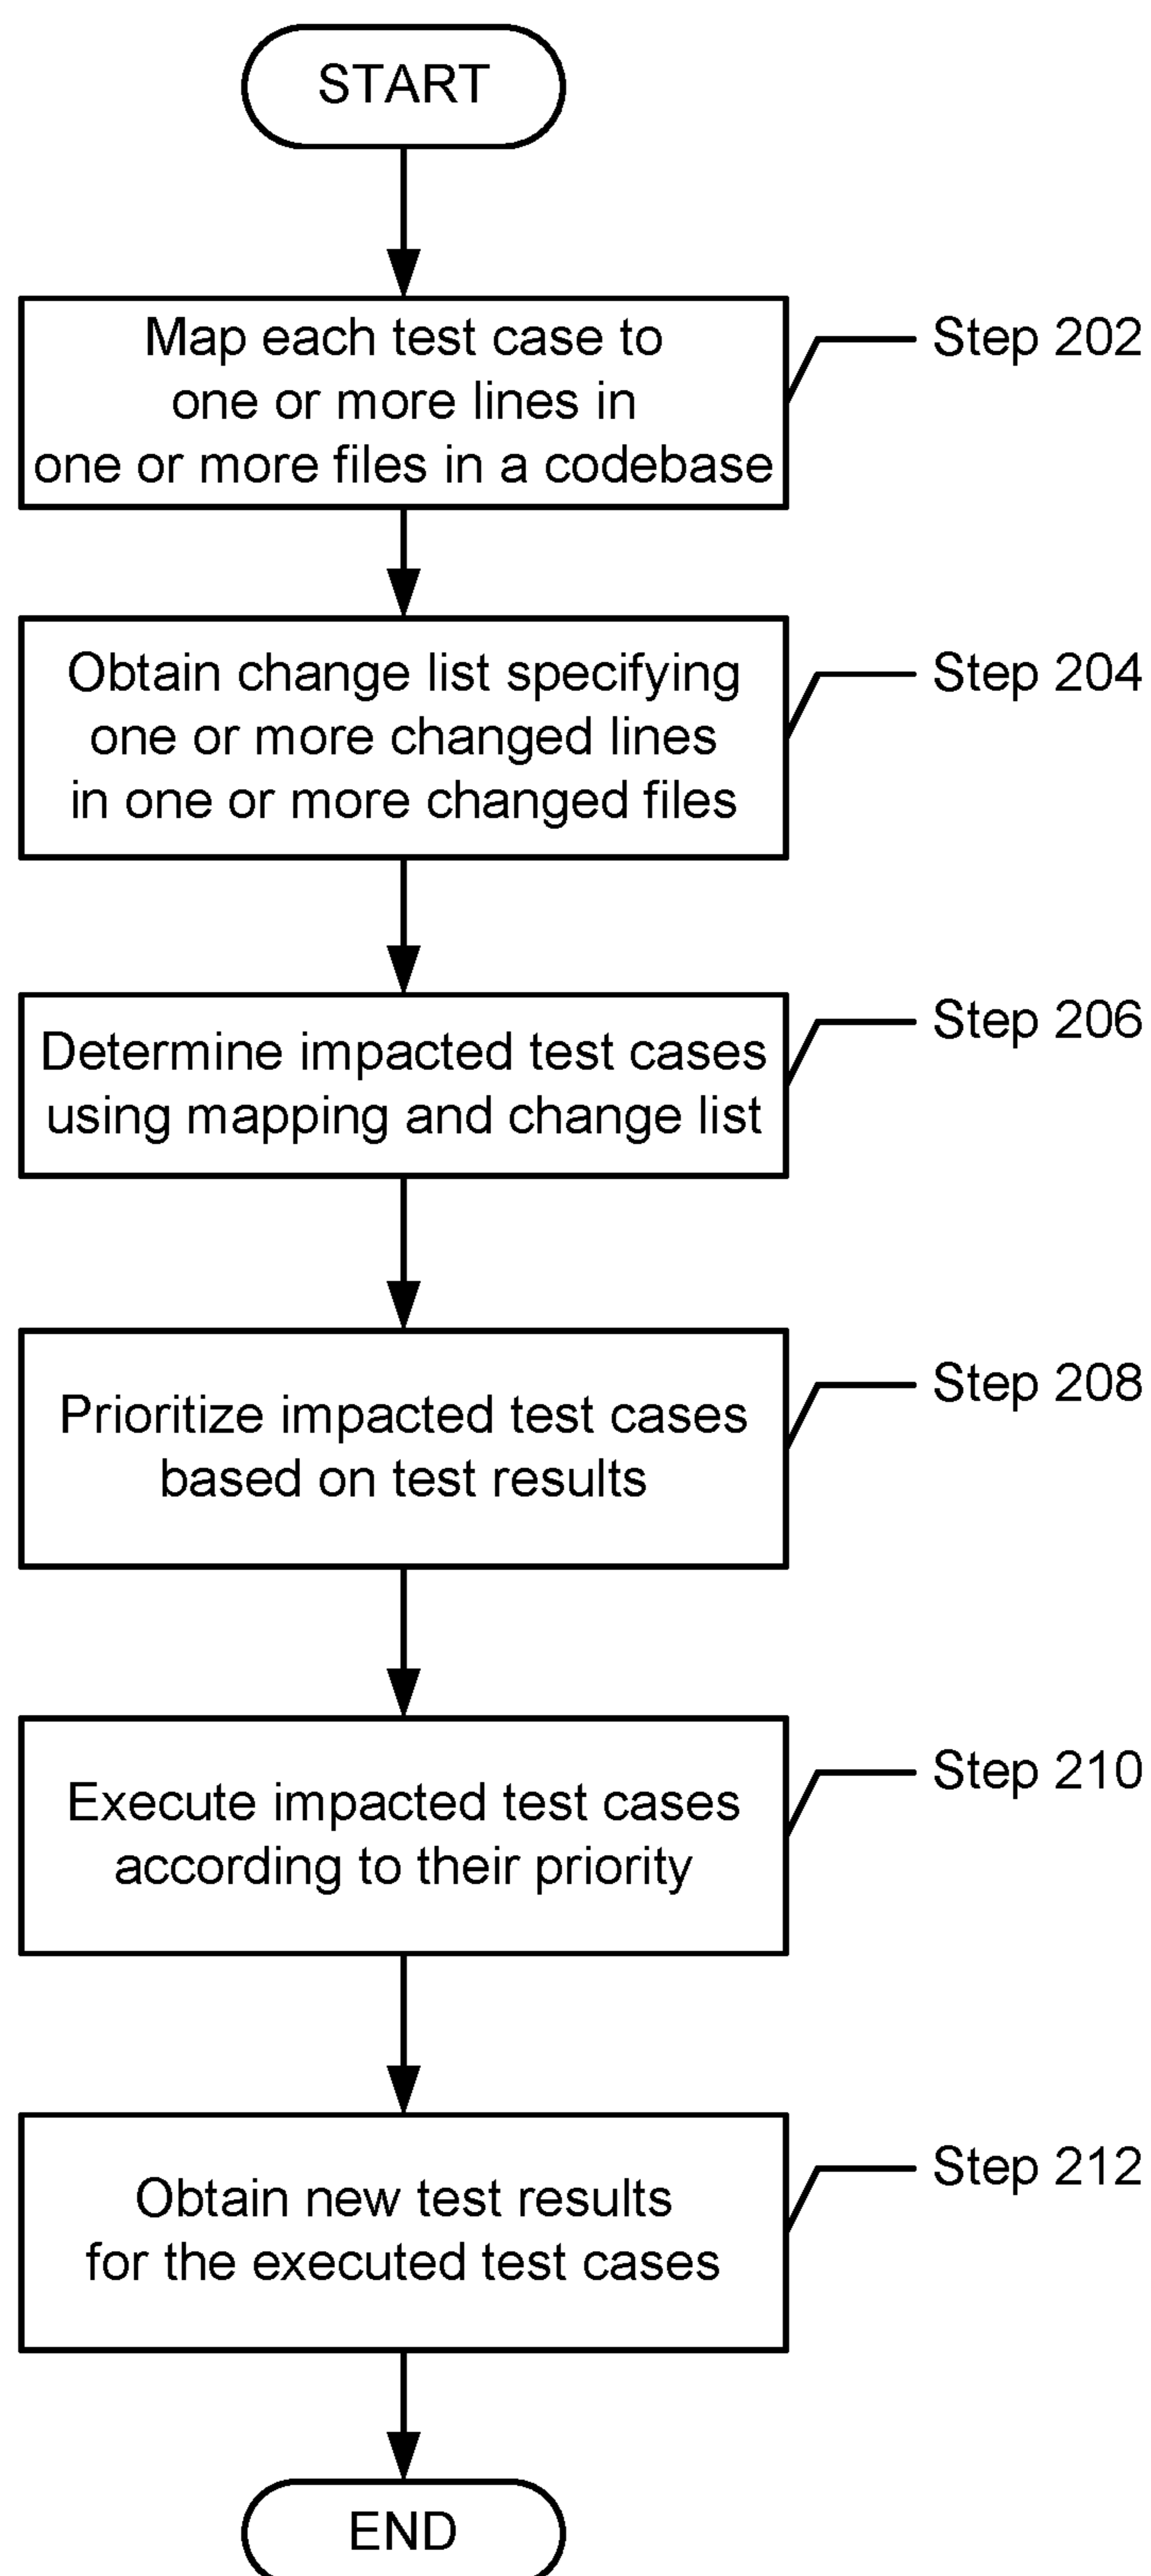 START
Map each test case to
one or more lines in
one or more files in a codebase
Step 202
Obtain change list specifying
one or more changed lines
in one or more changed files
Step 204
Determine impacted test cases
using mapping and change list
Step 206
Prioritize impacted test cases
based on test results
Step 208
Execute impacted test cases
according to their priority
Step 210
Obtain new test results
for the executed test cases
Step 212
END